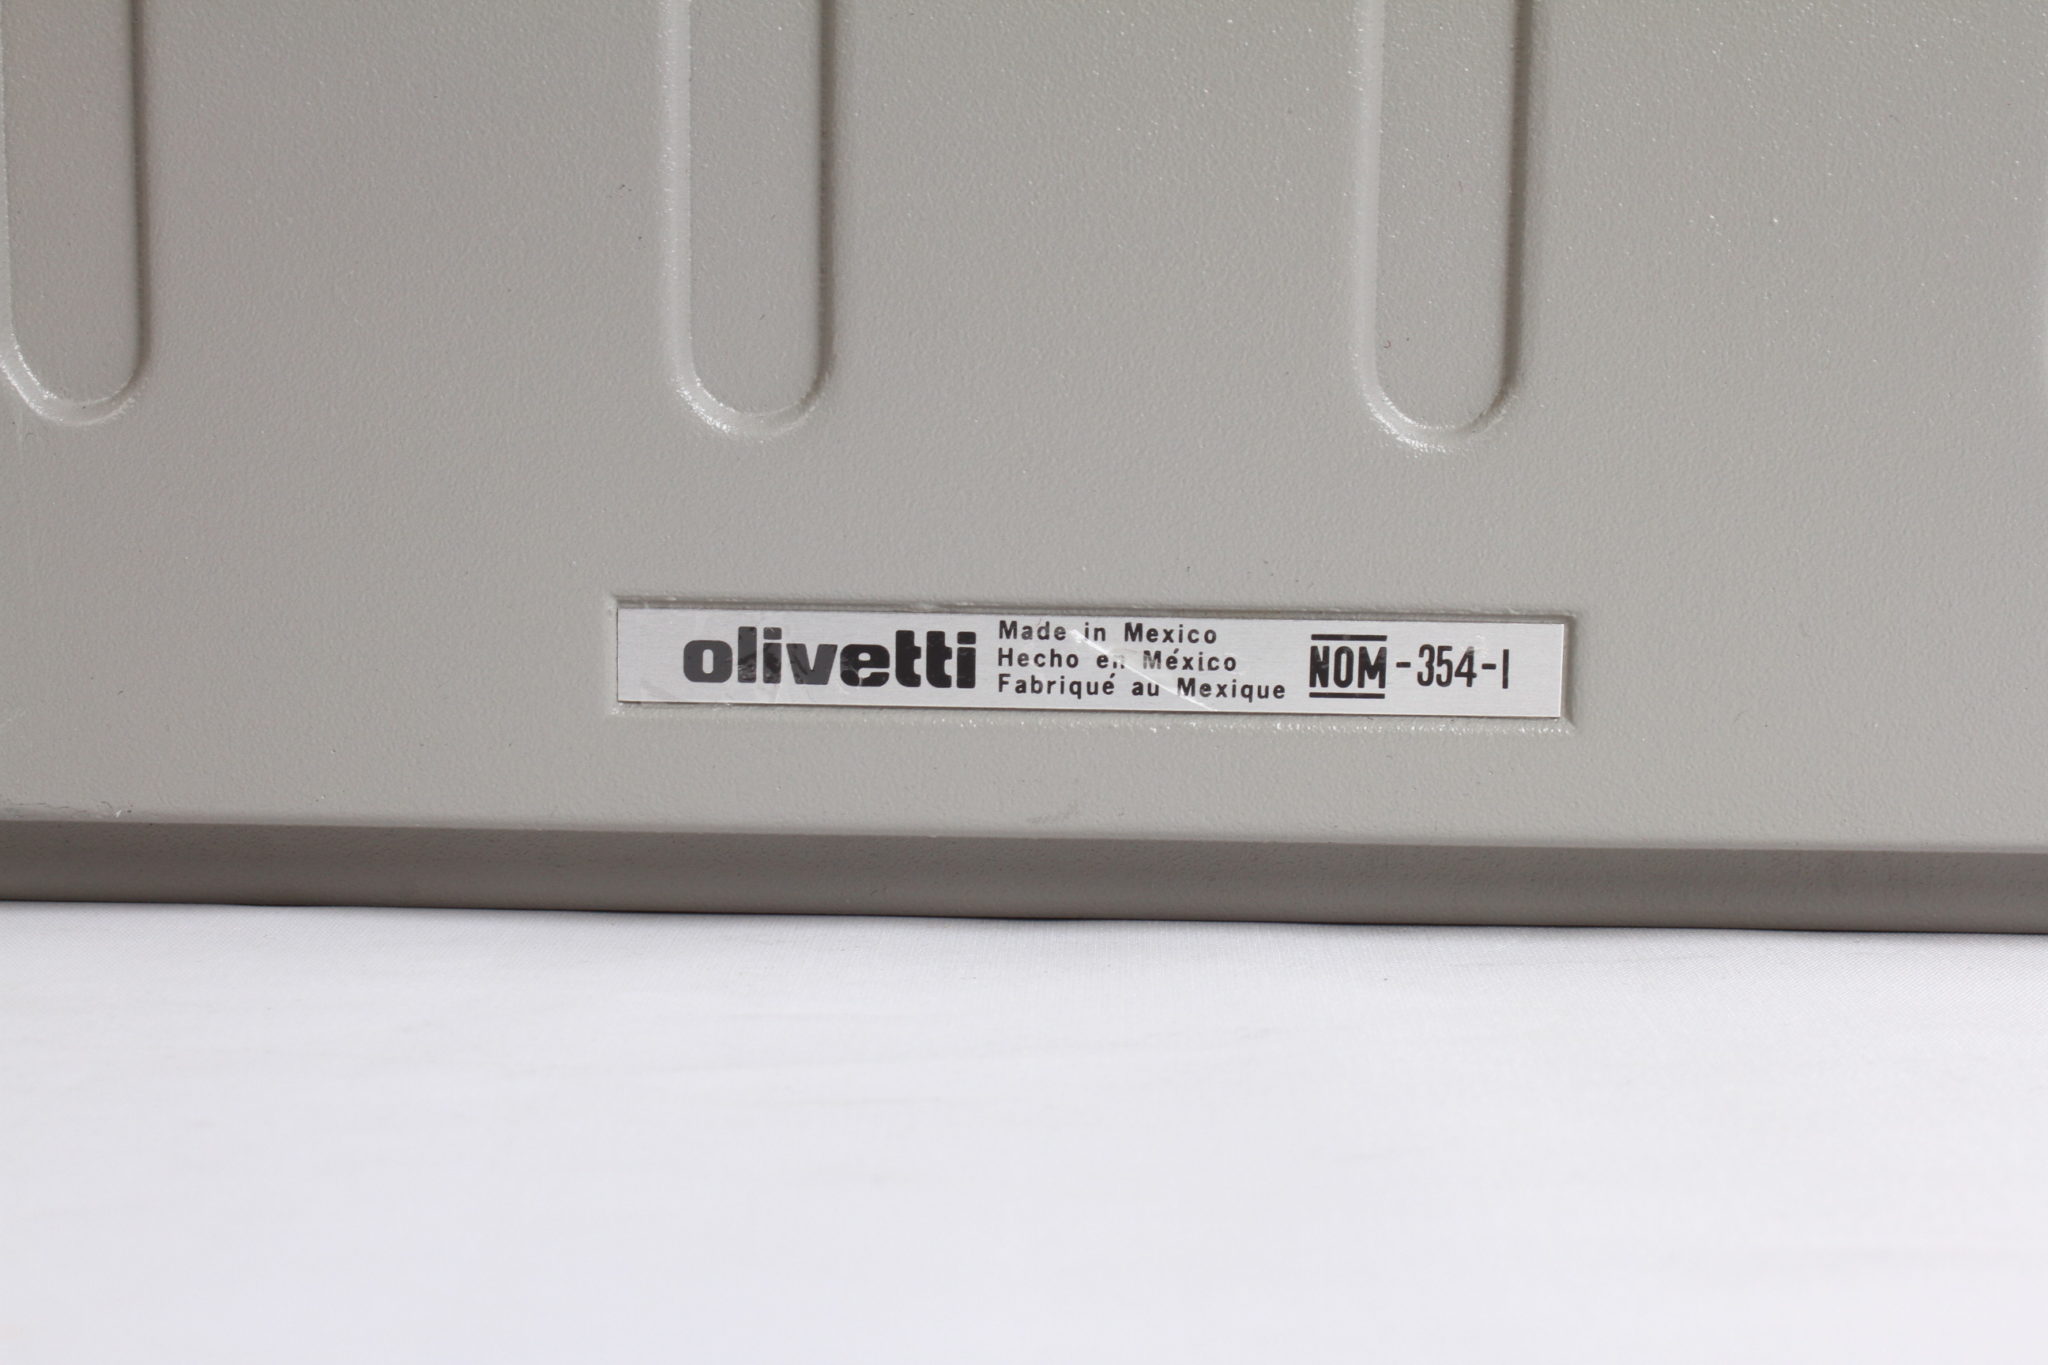 olivetti
Made in Mexico
Hecho en México
Fabriqué au Mexique
NOM-354-I